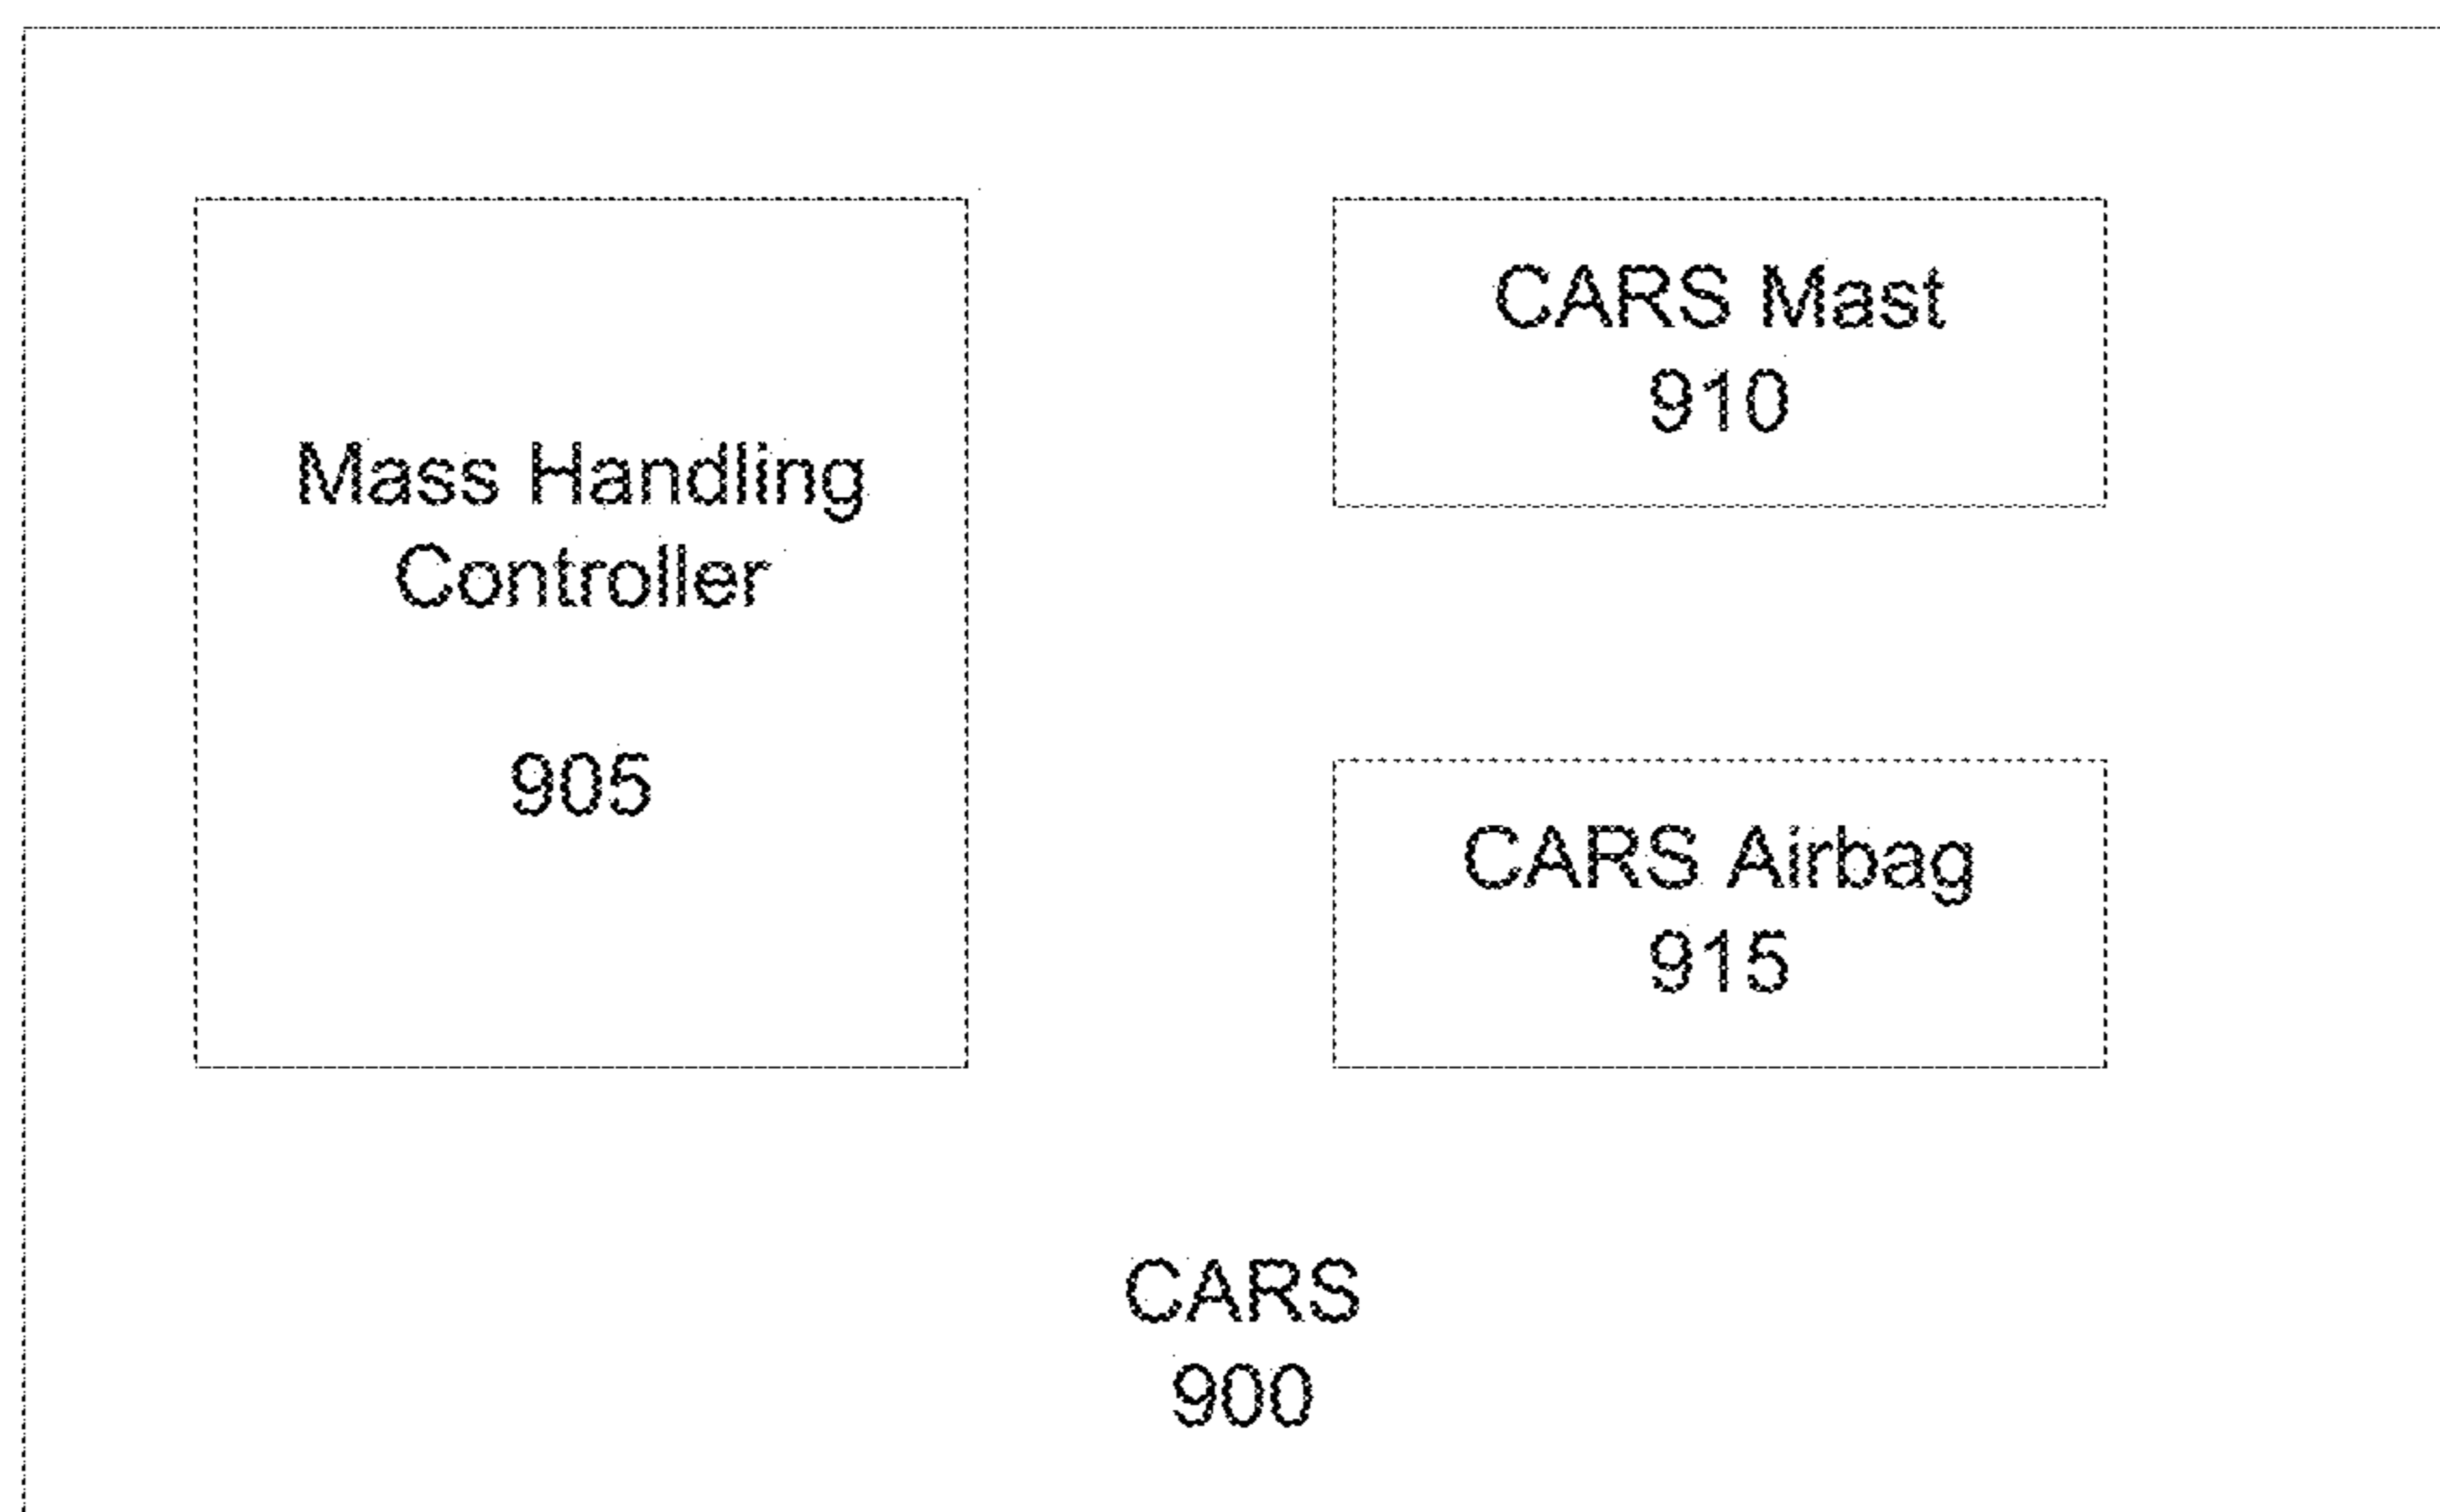 Mass Handling
Controller
905
CARS Mast
910
CARS Airbag
915
CARS
900